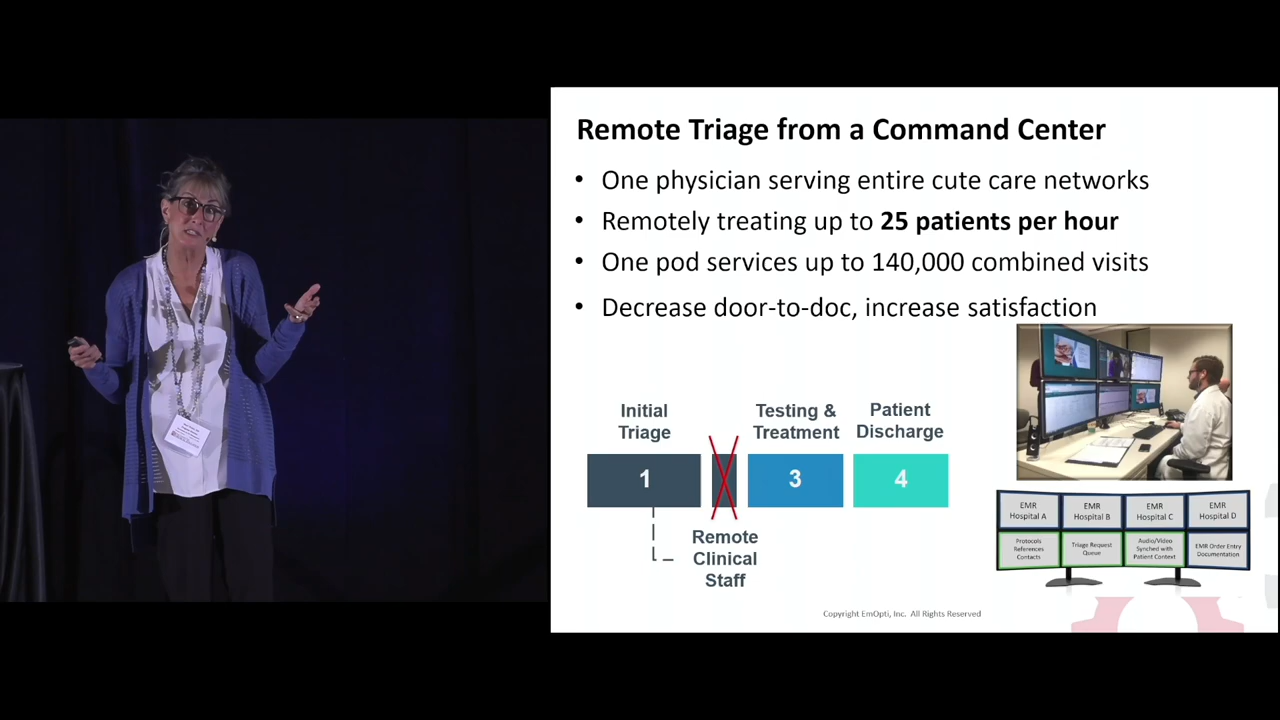 Remote Triage from a Command Center
• One physician serving entire cute care networks
• Remotely treating up to 25 patients per hour
• One pod services up to 140,000 combined visits
• Decrease door-to-doc, increase satisfaction
Initial
Triage
Testing &
Treatment
Patient
Discharge
1
3
4
Remote
Clinical
Staff
EMR
Hospital A
EMR
Hospital B
EMR
Hospital C
EMR
Hospital D
Protocols
References
Contacts
Triage Request
Queue
Audio/Video
Synched with
Patient Context
EMR Order Entry
Documentation
Copyright EmOpti, Inc. All Rights Reserved